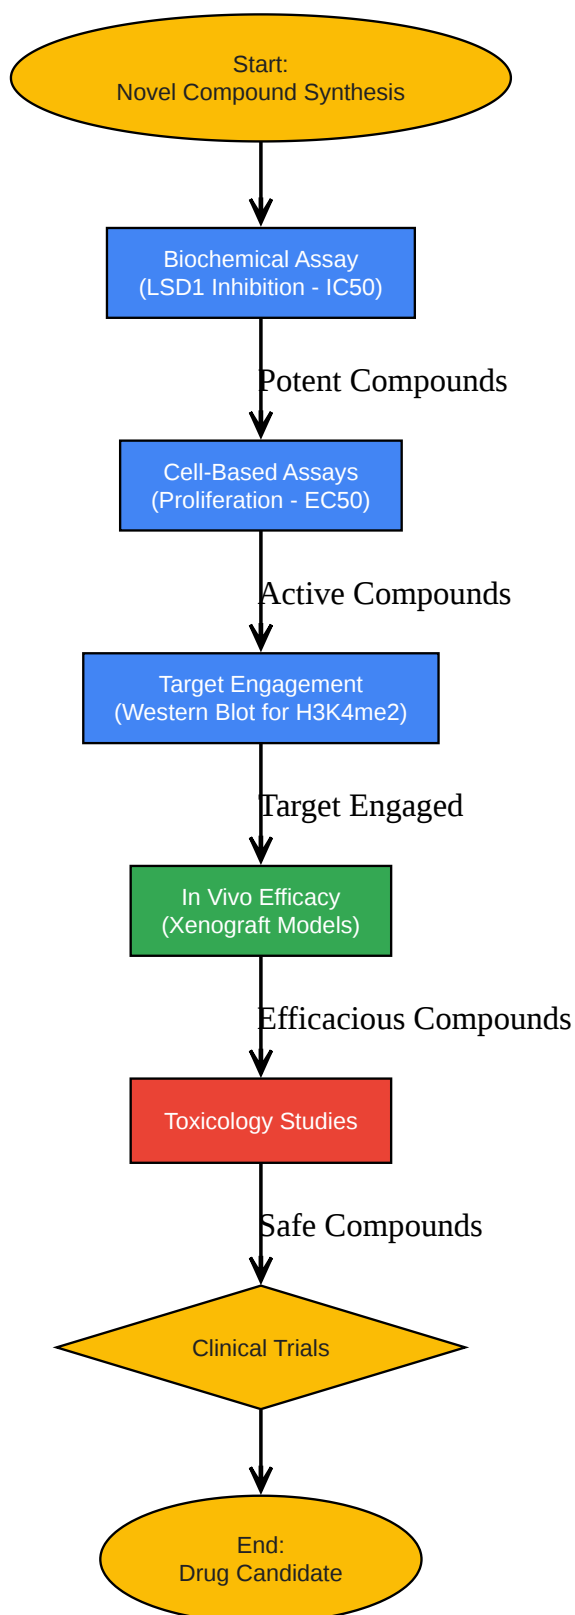 Start:
Novel Compound Synthesis
Biochemical Assay
(LSD1 Inhibition - IC50)
Potent Compounds
Cell-Based Assays
(Proliferation - EC50)
Active Compounds
Target Engagement
(Western Blot for H3K4me2)
Target Engaged
In Vivo Efficacy
(Xenograft Models)
Efficacious Compounds
Toxicology Studies
Safe Compounds
Clinical Trials
End:
Drug Candidate